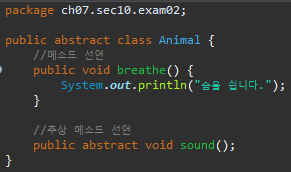 package ch07.sec10.exam02;
public abstract class Animal {
//메소드 선언
public void breathe() {
System.out.println("숨을 쉽니다.");
}
//추상 메소드 선언
public abstract void sound();
}